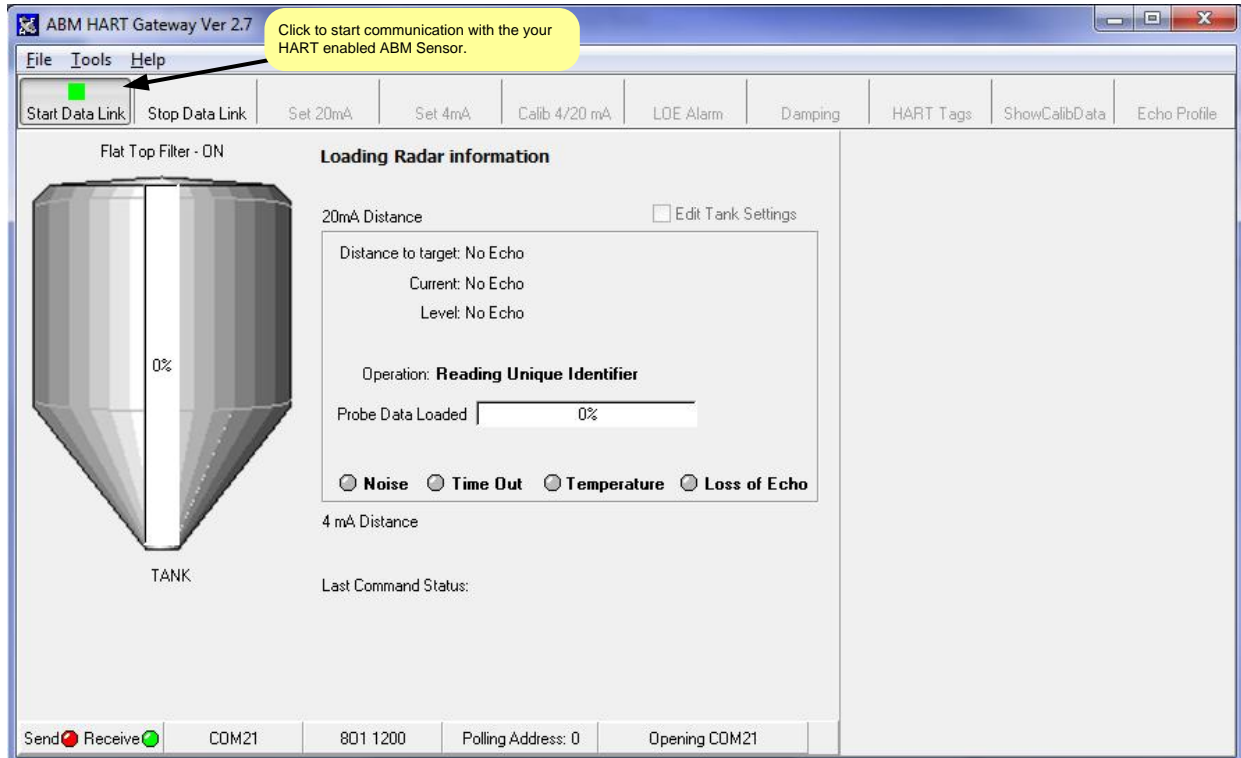 ABM HART Gateway Ver 2.7
Click to start communication with the your
HART enabled ABM Sensor.
File Tools Help
Start Data Link Stop Data Link Set 20mA Set 4mA Calib 4/20 mA LOE Alarm Damping HART Tags ShowCalibData Echo Profile
Flat Top Filter - ON
Loading Radar information
20mA Distance Edit Tank Settings
Distance to target: No Echo
Current: No Echo
Level: No Echo
0%
Operation: Reading Unique Identifier
Probe Data Loaded 0%
Noise Time Out Temperature Loss of Echo
4 mA Distance
TANK
Last Command Status:
Send Receive COM21 8O1 1200 Polling Address: 0 Opening COM21